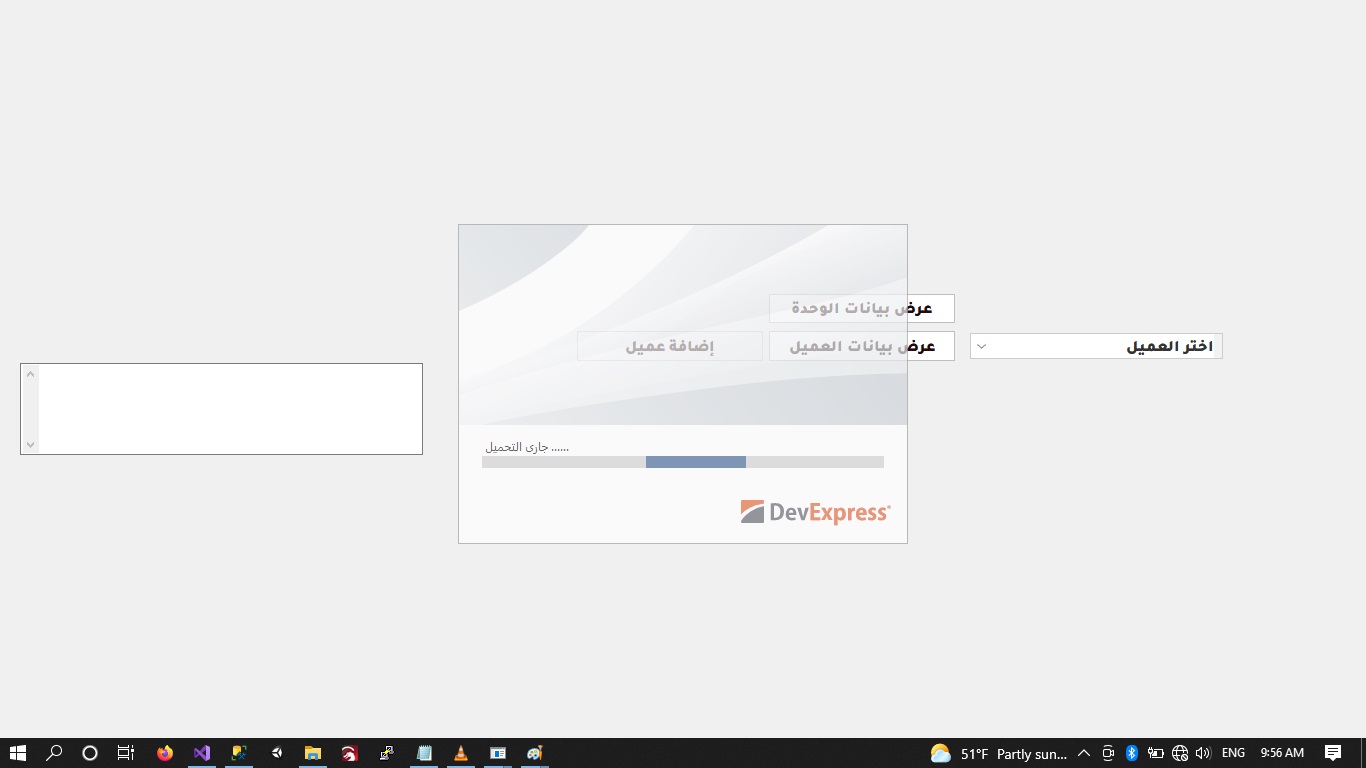 عرض بيانات الوحدة
اختر العميل
عرض بيانات العميل
إضافة عميل
جارى التحميل ......
DevExpress
51°F Partly sun...
ENG
9:56 AM